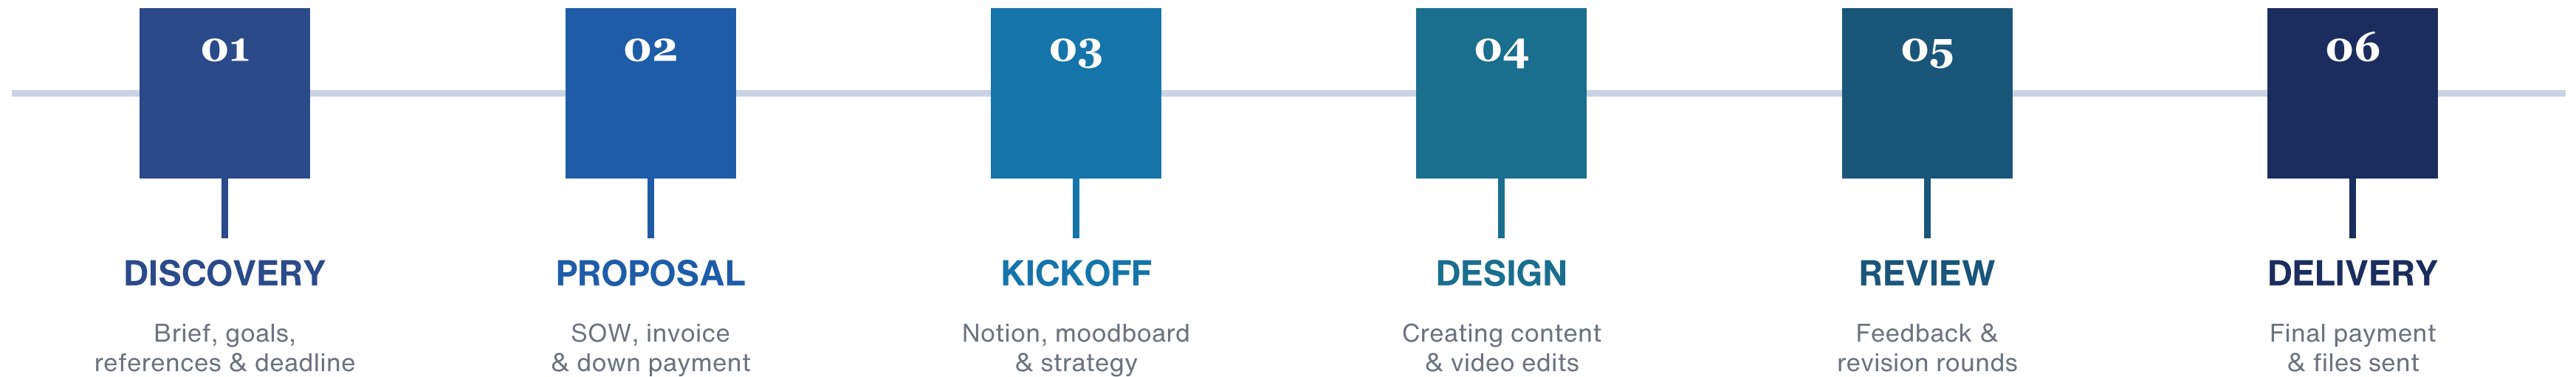 01
DISCOVERY
Brief, goals,
references & deadline
02
PROPOSAL
SOW, invoice
& down payment
03
KICKOFF
Notion, moodboard
& strategy
04
DESIGN
Creating content
& video edits
05
REVIEW
Feedback &
revision rounds
06
DELIVERY
Final payment
& files sent